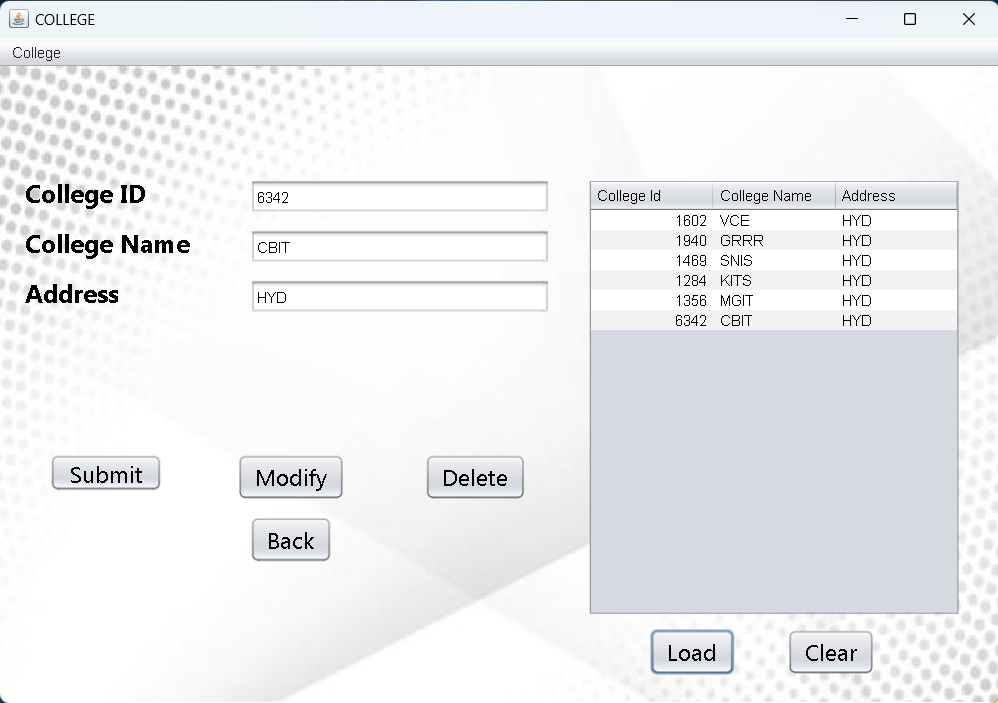 COLLEGE
College
College ID 6342
College Name CBIT
Address HYD
College Id College Name Address
1602 VCE HYD
1940 GRRR HYD
1469 SNIS HYD
1284 KITS HYD
1356 MGIT HYD
6342 CBIT HYD
Submit Modify Delete
Back
Load Clear